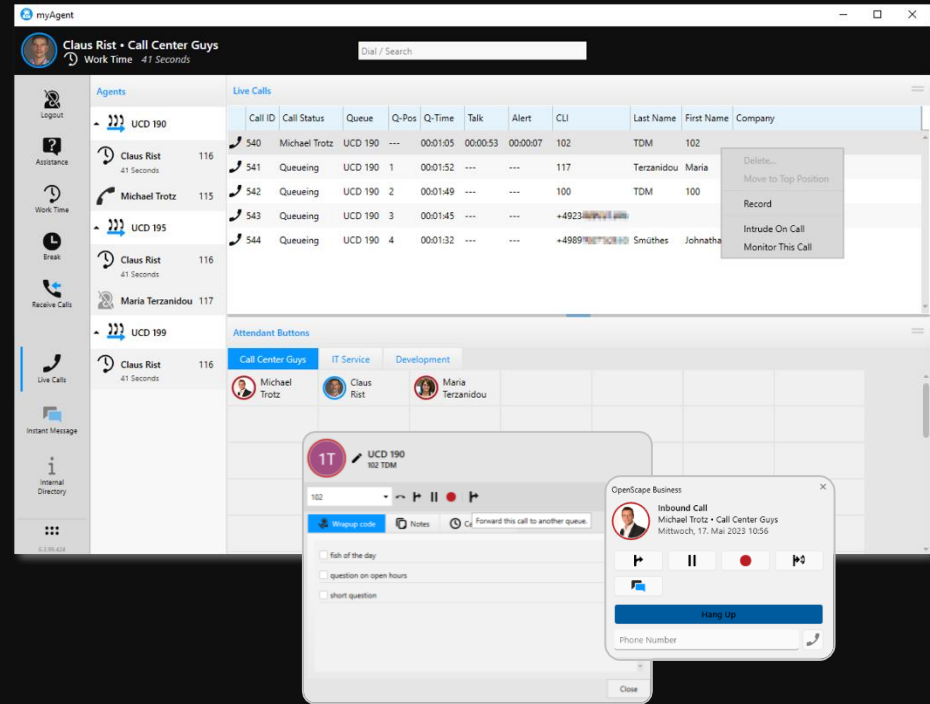 myAgent
Claus Rist • Call Center Guys
Work Time 41 Seconds
Dial / Search
Logout
Assistance
Work Time
Break
Receive Calls
Live Calls
Instant Message
Internal
Directory
6.3.99.424
Agents
UCD 190
Claus Rist 116
41 Seconds
Michael Trotz 115
UCD 195
Claus Rist 116
41 Seconds
Maria Terzanidou 117
UCD 199
Claus Rist 116
41 Seconds
Live Calls
Call ID Call Status Queue Q-Pos Q-Time Talk Alert CLI Last Name First Name Company
540 Michael Trotz UCD 190 --- 00:01:05 00:00:53 00:00:07 102 TDM 102
541 Queueing UCD 190 1 00:01:52 --- --- 117 Terzanidou Maria
542 Queueing UCD 190 2 00:01:49 --- --- 100 TDM 100
543 Queueing UCD 190 3 00:01:45 --- --- +4923
544 Queueing UCD 190 4 00:01:32 --- --- +4989 Smüthes Johnatha
Delete...
Move to Top Position
Record
Intrude On Call
Monitor This Call
Attendant Buttons
Call Center Guys IT Service Development
Michael
Trotz
Claus
Rist
Maria
Terzanidou
1T
UCD 190
102 TDM
102
Wrapup code Notes Ca
Forward this call to another queue.
fish of the day
question on open hours
short question
Close
OpenScape Business
Inbound Call
Michael Trotz • Call Center Guys
Mittwoch, 17. Mai 2023 10:56
Hang Up
Phone Number